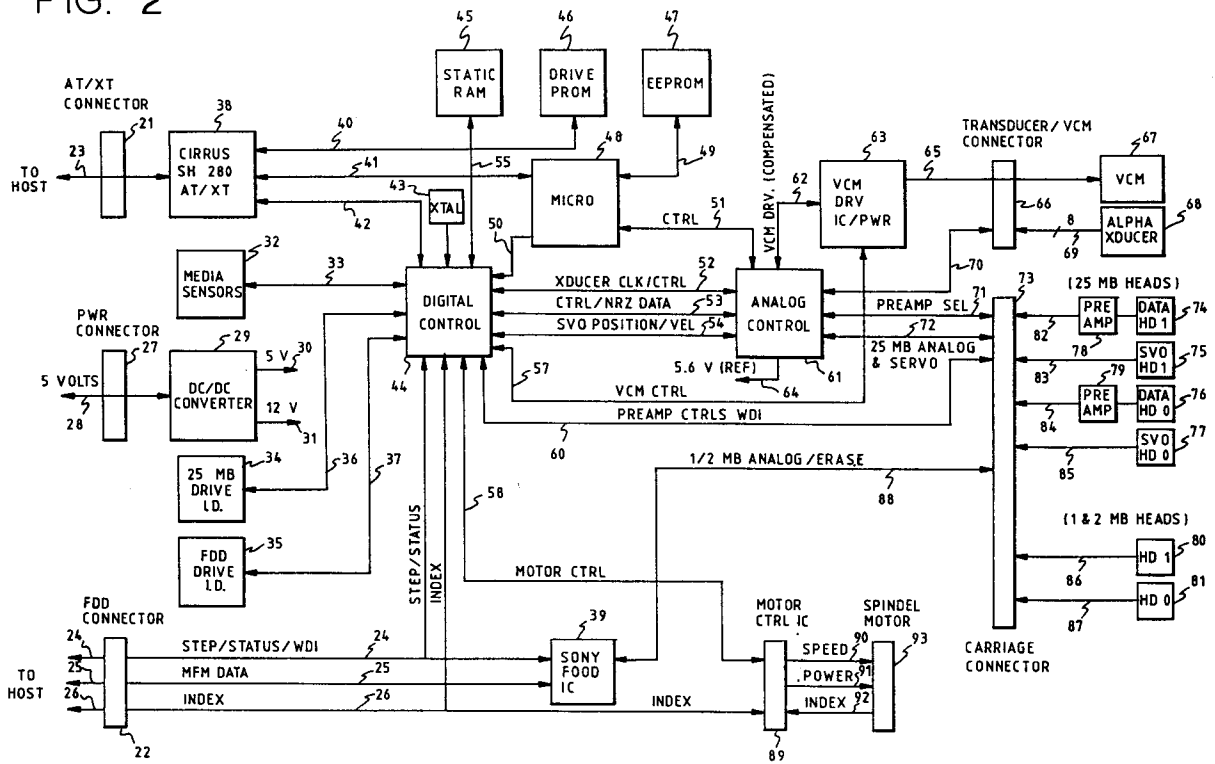 FIG. 2
45
46
47
STATIC
RAM
DRIVE
PROM
EEPROM
AT/XT
CONNECTOR
21
38
40
41
42
55
48
49
23
TO
HOST
CIRRUS
SH 280
AT/XT
43
XTAL
MICRO
50
CTRL
51
VCM DRV. (COMPENSATED)
62
63
VCM
DRV
IC/PWR
65
TRANSDUCER/VCM
CONNECTOR
66
67
VCM
68
ALPHA
XDUCER
8
69
70
32
MEDIA
SENSORS
33
DIGITAL
CONTROL
44
XDUCER CLK/CTRL
52
CTRL/NRZ DATA
53
SVO POSITION/VEL
54
ANALOG
CONTROL
61
PREAMP SEL
71
72
25 MB ANALOG
& SERVO
73
(25 MB HEADS)
82
PRE
AMP
78
DATA
HD 1
74
83
SVO
HD 1
75
84
PRE
AMP
79
DATA
HD 0
76
85
SVO
HD 0
77
PWR
CONNECTOR
27
29
5 VOLTS
28
DC/DC
CONVERTER
5 V
30
12 V
31
5.6 V (REF)
64
57
VCM CTRL
PREAMP CTRLS WDI
60
34
25 MB
DRIVE
I.D.
36
37
35
FDD
DRIVE
I.D.
58
1/2 MB ANALOG/ERASE
88
(1 & 2 MB HEADS)
86
HD 1
80
87
HD 0
81
STEP/STATUS
INDEX
MOTOR CTRL
FDD
CONNECTOR
TO
HOST
24
25
26
STEP/STATUS/WDI
24
MFM DATA
25
INDEX
26
22
39
SONY
FOOD
IC
INDEX
MOTOR
CTRL IC
89
SPINDEL
MOTOR
SPEED
90
POWER
91
INDEX
92
93
CARRIAGE
CONNECTOR